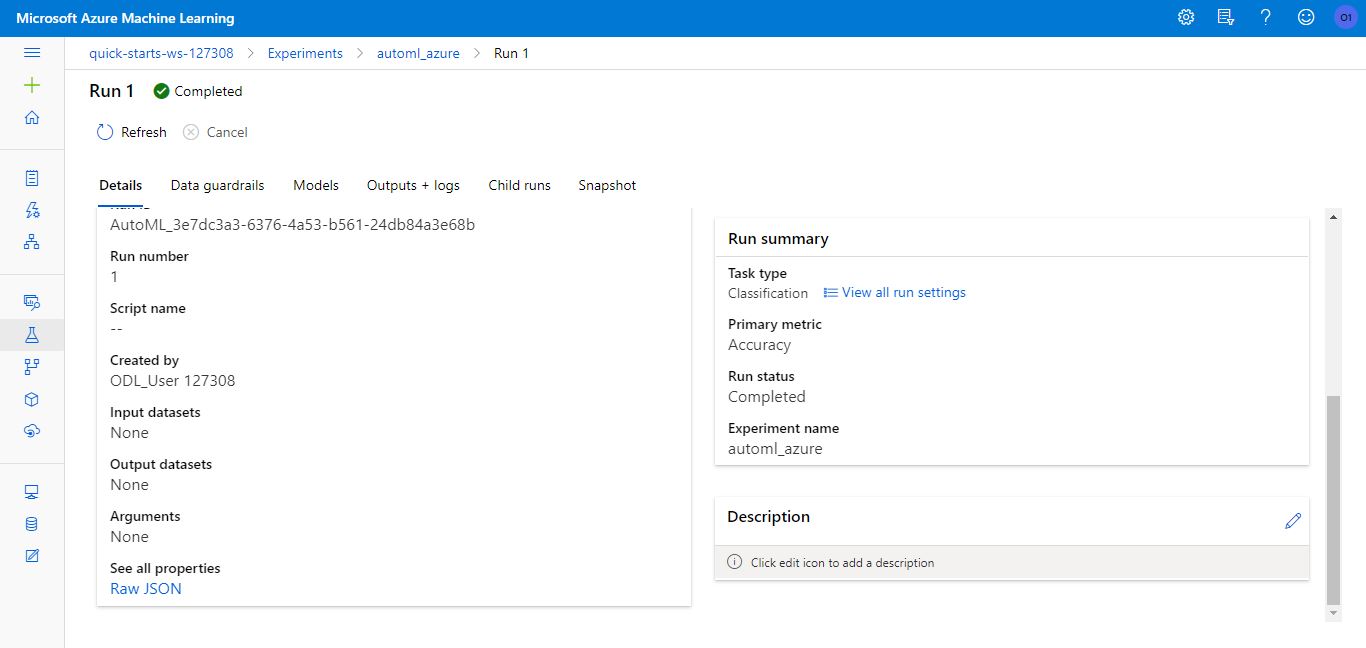 Microsoft Azure Machine Learning
O1
quick-starts-ws-127308 > Experiments > automl_azure > Run 1
Run 1 Completed
Refresh Cancel
Details Data guardrails Models Outputs + logs Child runs Snapshot
AutoML_3e7dc3a3-6376-4a53-b561-24db84a3e68b
Run number
1
Script name
--
Created by
ODL_User 127308
Input datasets
None
Output datasets
None
Arguments
None
See all properties
Raw JSON
Run summary
Task type
Classification View all run settings
Primary metric
Accuracy
Run status
Completed
Experiment name
automl_azure
Description
Click edit icon to add a description